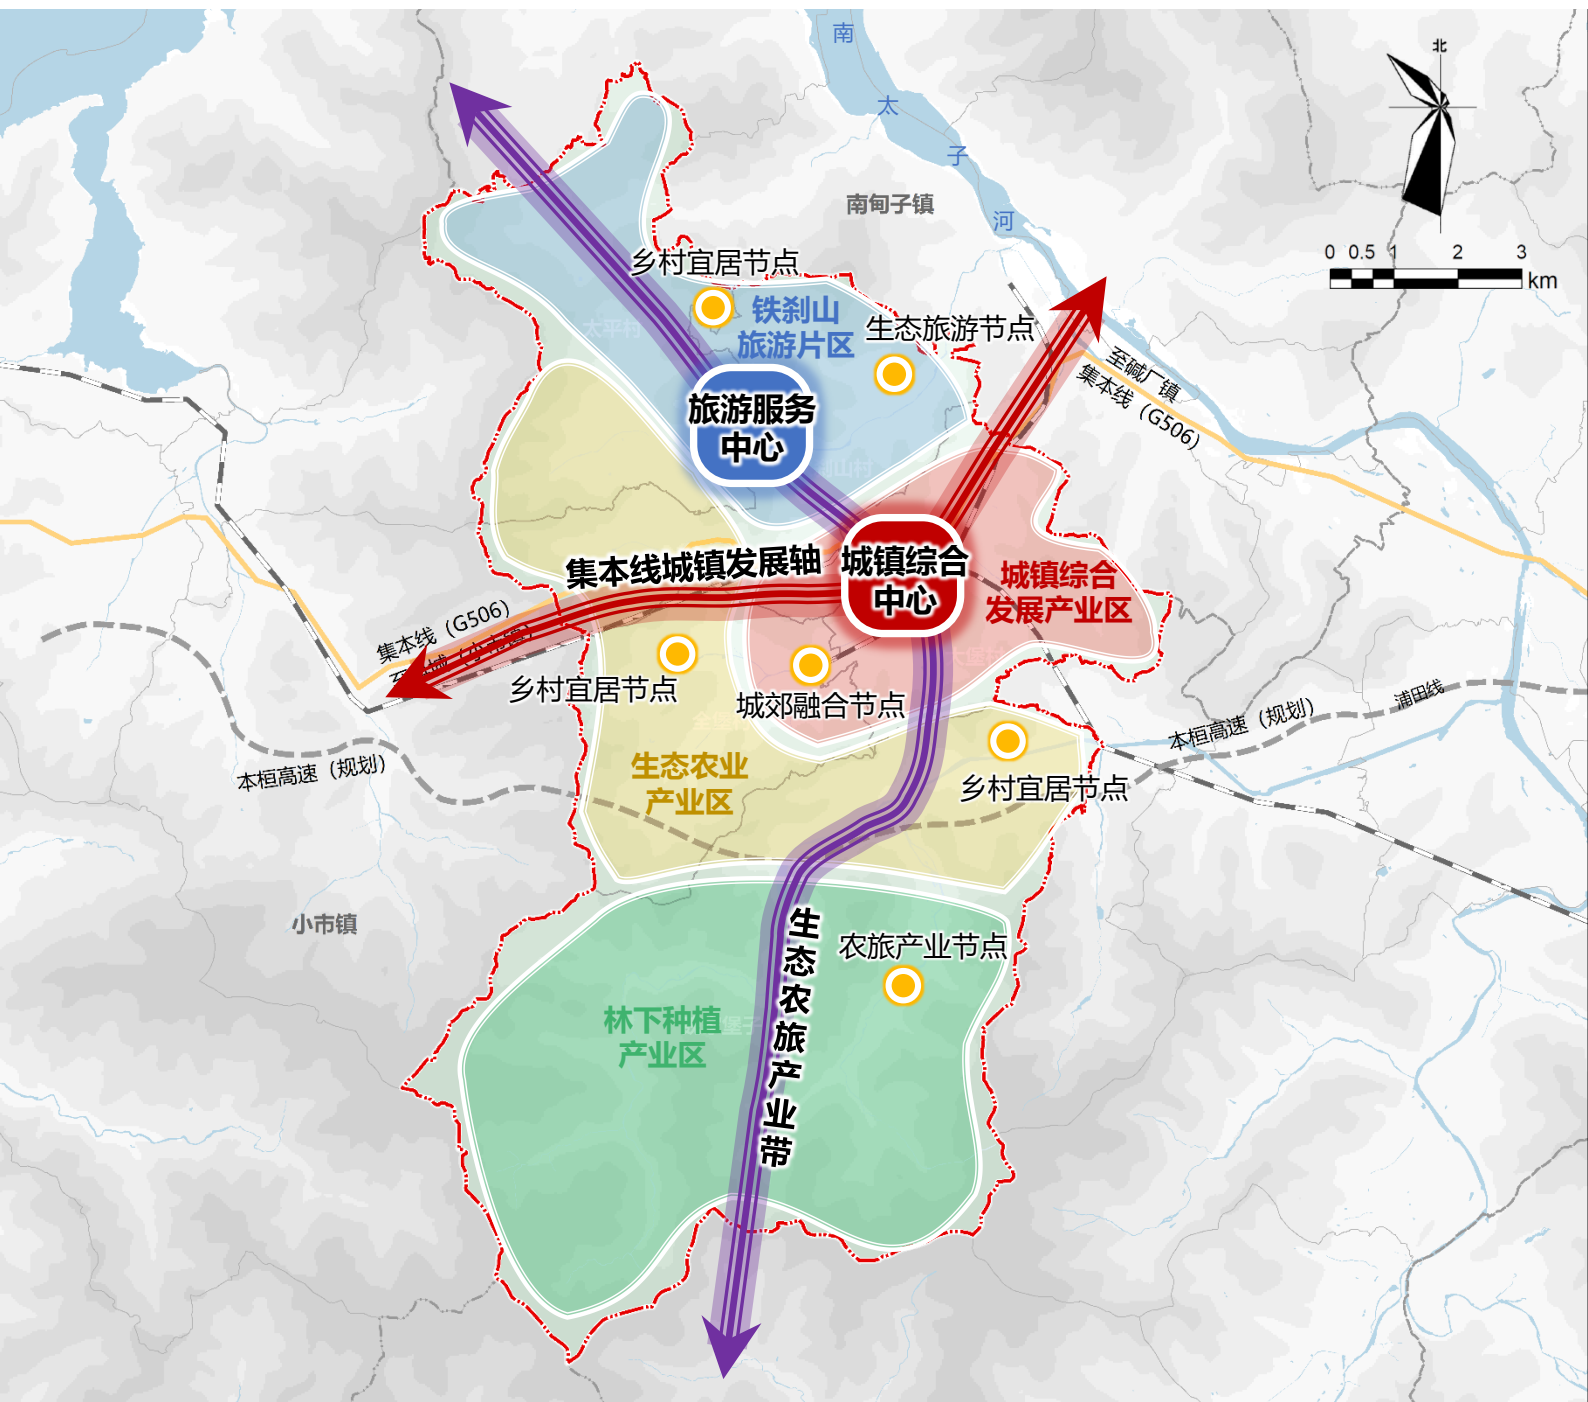 南
太
子
河
北
南甸子镇
0 0.5 1 2 3
km
乡村宜居节点
铁刹山
旅游片区
生态旅游节点
太平村
至碱厂镇
集本线（G506）
旅游服务
中心
集本线城镇发展轴
城镇综合
中心
城镇综合
发展产业区
集本线（G506）
乡村宜居节点
城郊融合节点
浦田线
本桓高速（规划）
本桓高速（规划）
生态农业
产业区
乡村宜居节点
小市镇
生态农旅产业带
农旅产业节点
林下种植
产业区